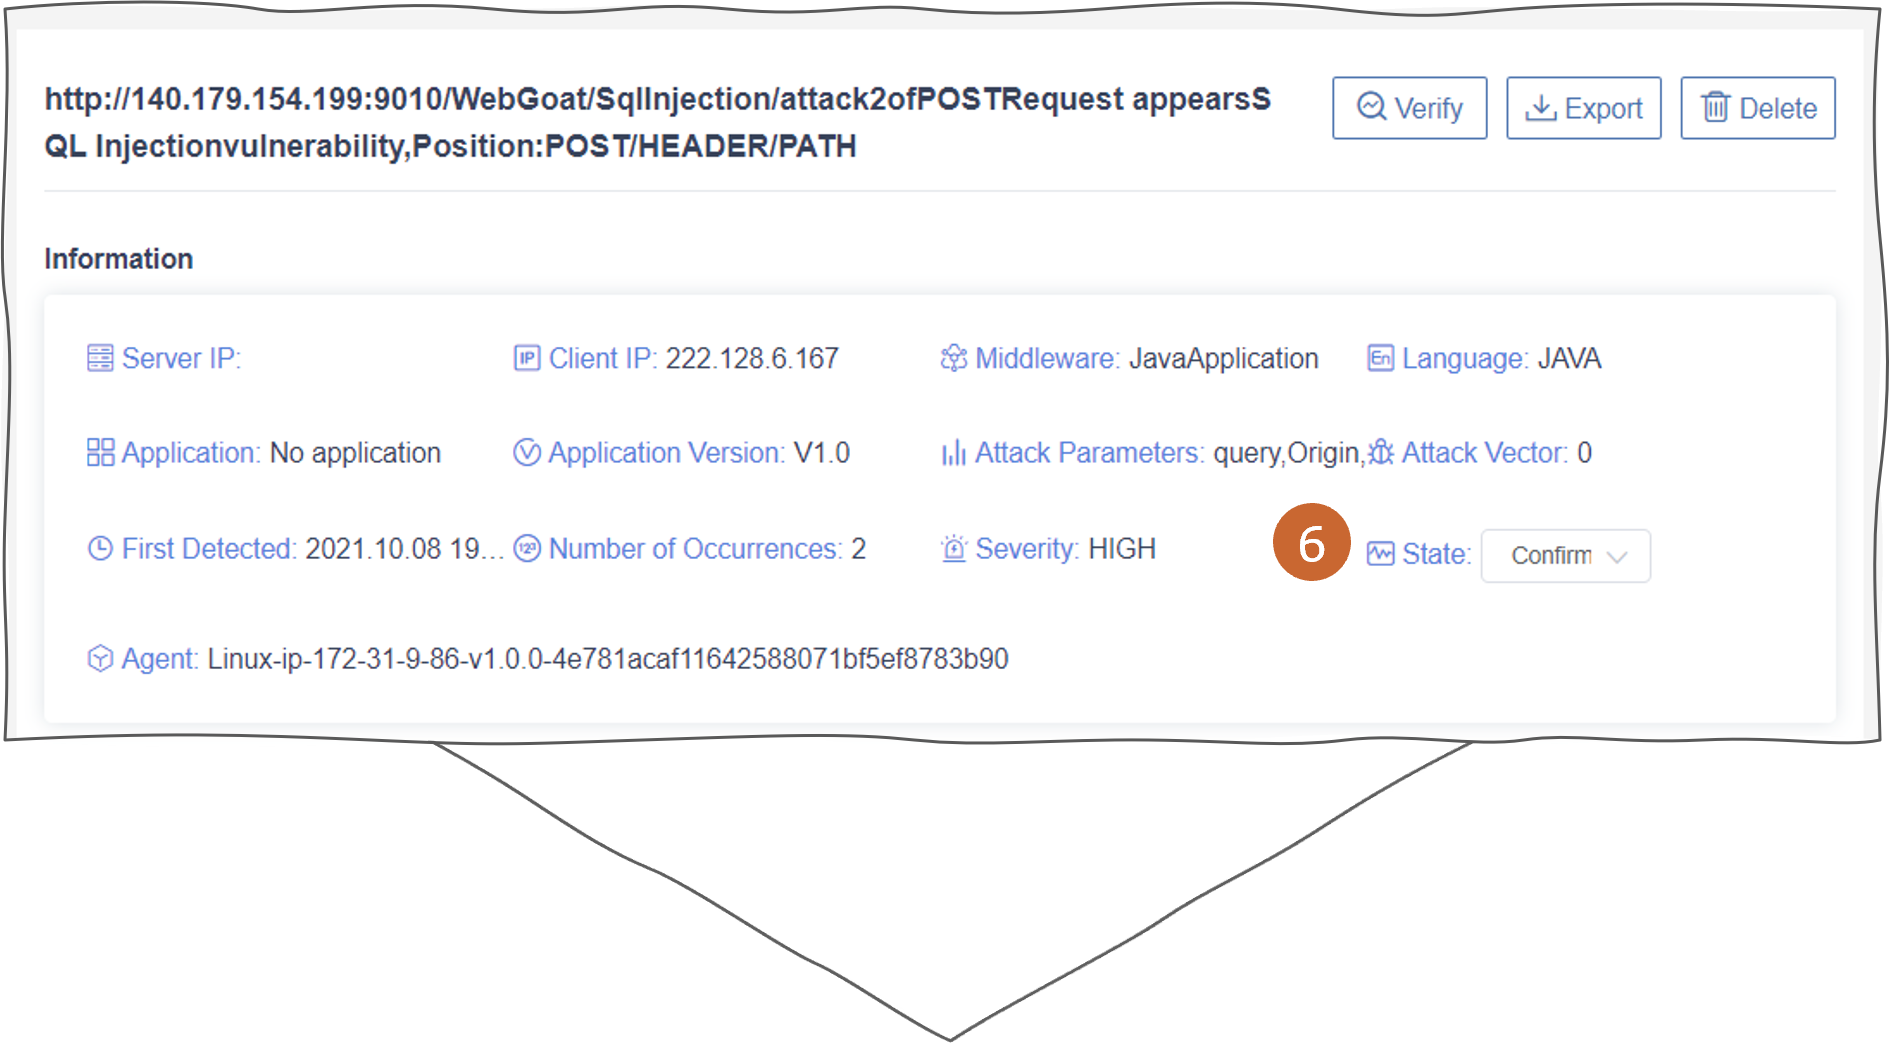 http://140.179.154.199:9010/WebGoat/SqlInjection/attack2ofPOSTRequest appearsS
QL Injectionvulnerability,Position:POST/HEADER/PATH
Verify
Export
Delete
Information
Server IP:
Client IP: 222.128.6.167
Middleware: JavaApplication
Language: JAVA
Application: No application
Application Version: V1.0
Attack Parameters: query,Origin,
Attack Vector: 0
First Detected: 2021.10.08 19...
Number of Occurrences: 2
Severity: HIGH
6
State: Confirm
Agent: Linux-ip-172-31-9-86-v1.0.0-4e781acaf11642588071bf5ef8783b90